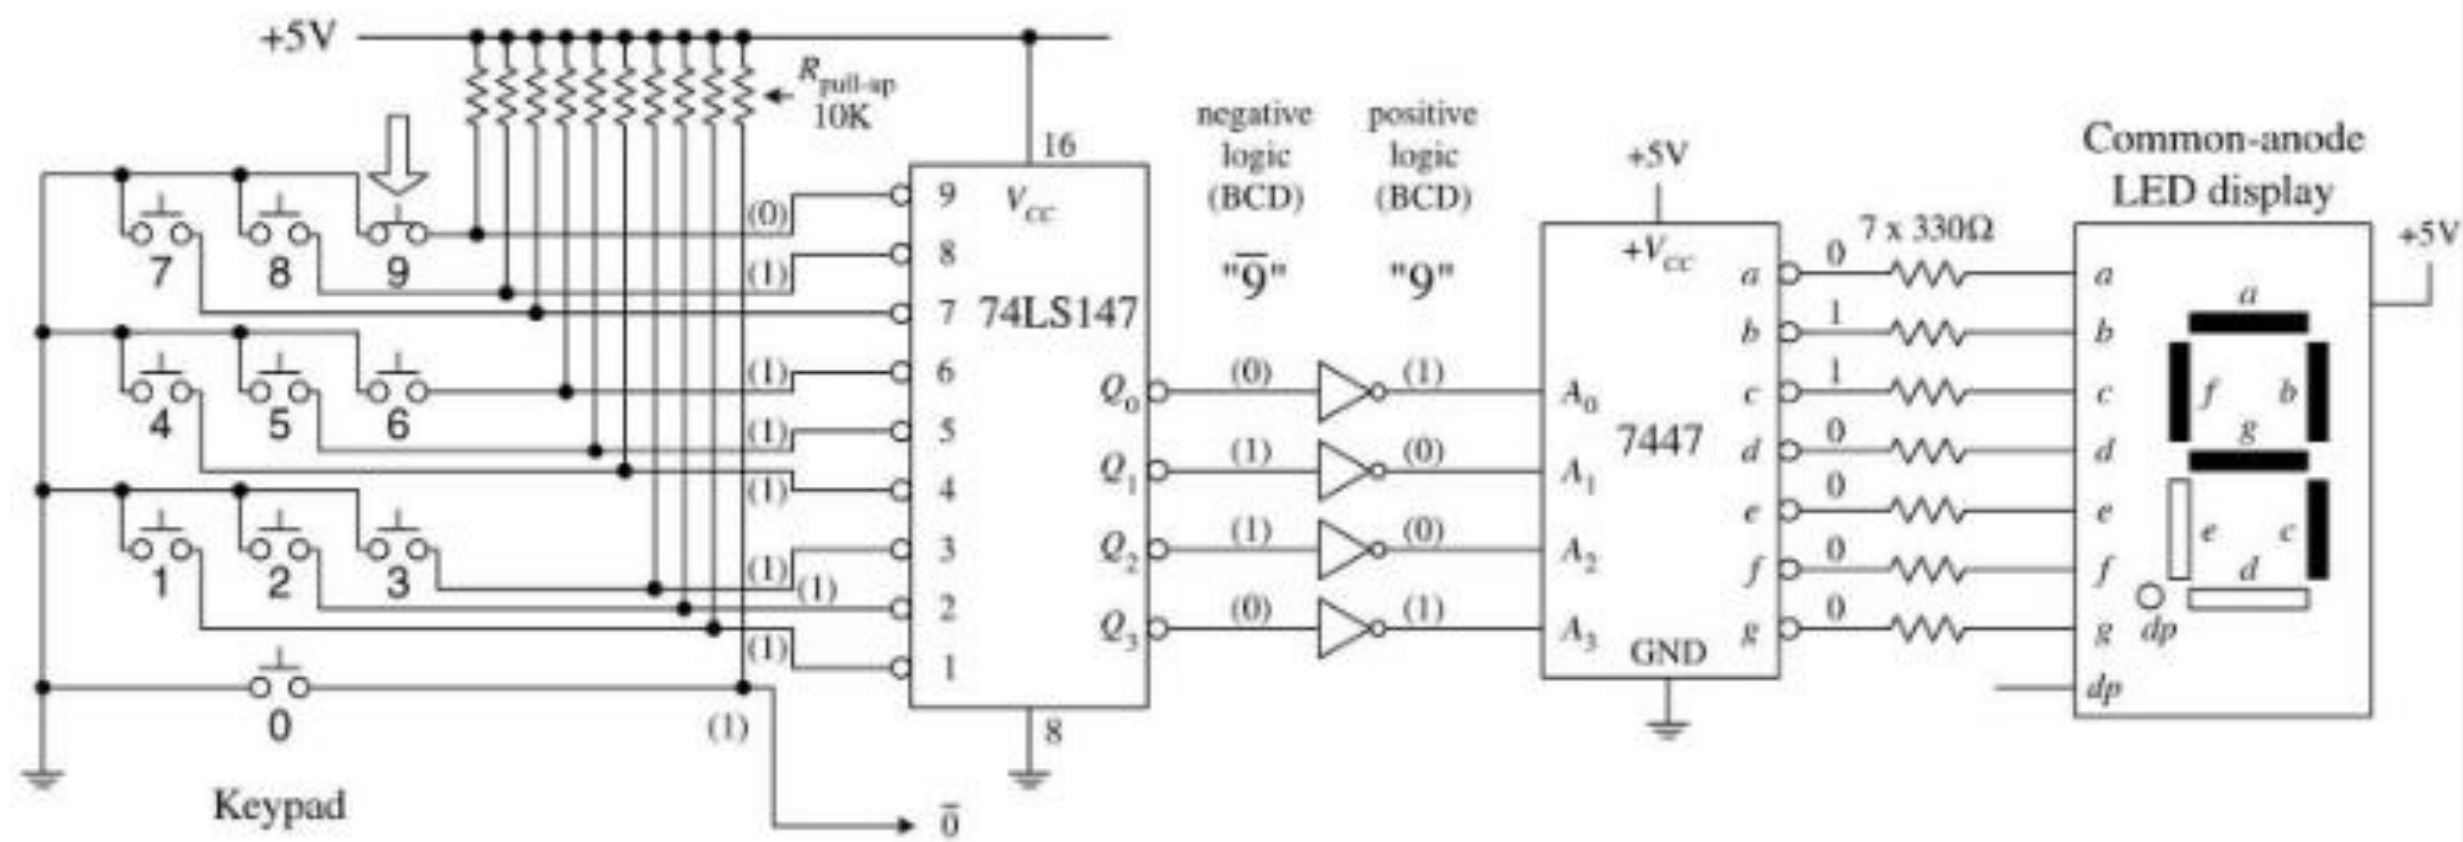 +5V
R pull-up
10K
16
9 V_CC
8
7 74LS147
6
5
4
3
2
1
8
Q0
Q1
Q2
Q3
(0)
(1)
(1)
(1)
(1)
(1)
(1)
(1)
(1)
7 8 9
4 5 6
1 2 3
0
Keypad
0̅
negative
logic
(BCD)
"9̅"
positive
logic
(BCD)
"9"
(0) (1)
(1) (0)
(1) (0)
(0) (1)
+5V
+V_CC
7447
A0
A1
A2
A3
GND
a 0
b 1
c 1
d 0
e 0
f 0
g 0
7 x 330Ω
Common-anode
LED display
+5V
a
b
c
d
e
f
g
dp
a
f b
g
e c
d
dp